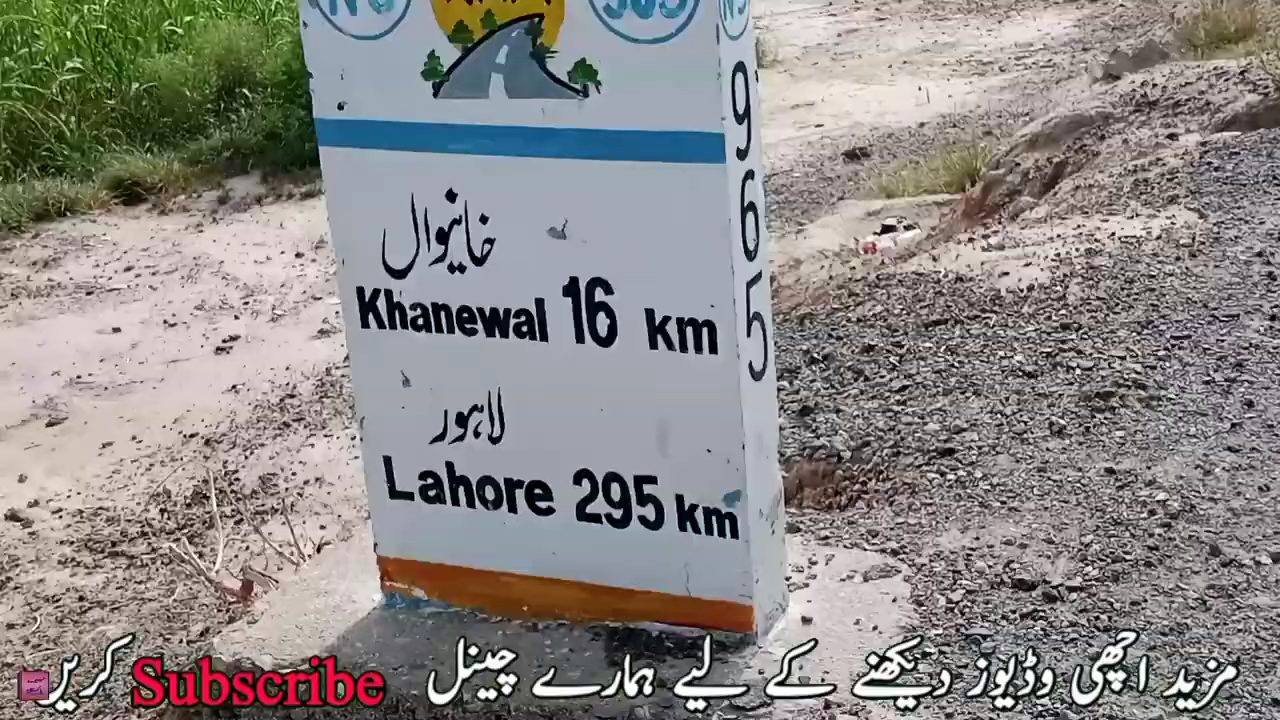 خانیوال
Khanewal 16 km
لاہور
Lahore 295 km
965
مزید اچھی وڈیوز دیکھنے کے لیے ہمارے چینل Subscribe کریں